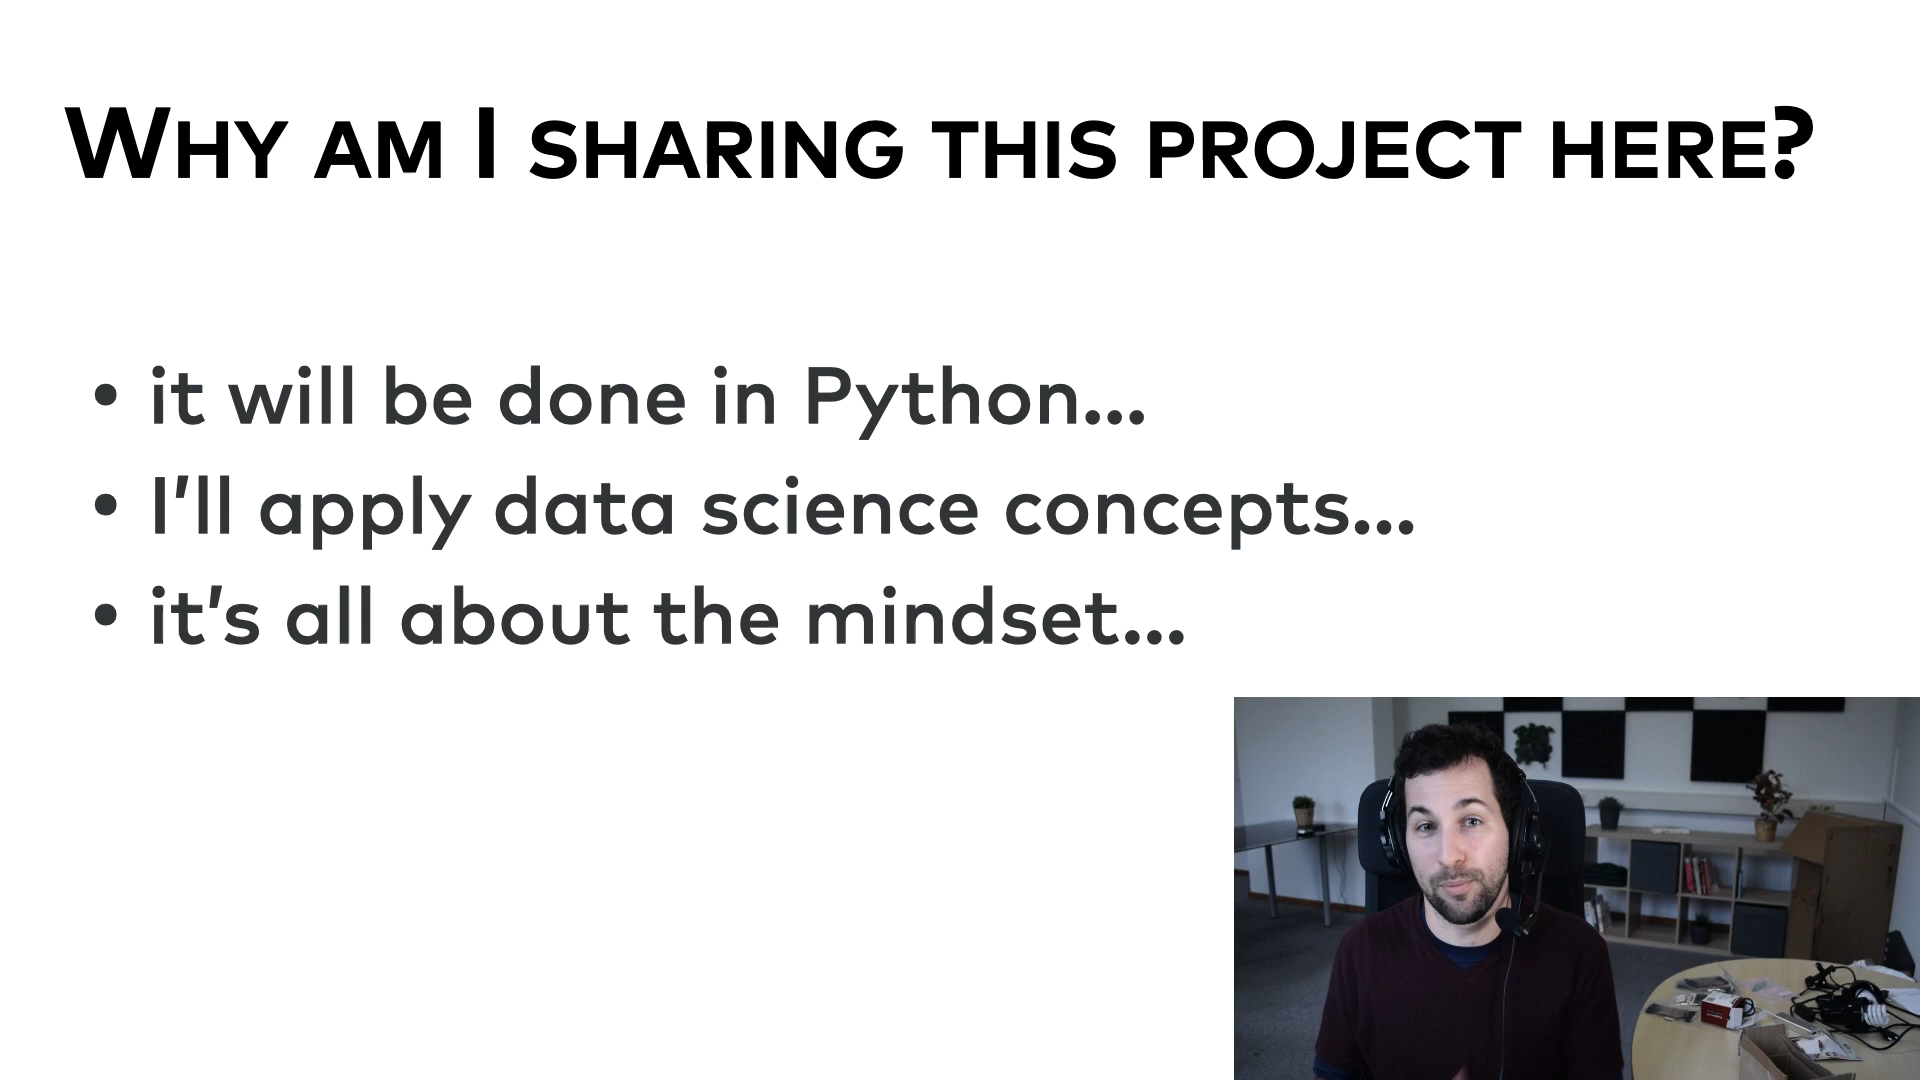 Why am I sharing this project here?
• it will be done in Python...
• I'll apply data science concepts...
• it's all about the mindset...